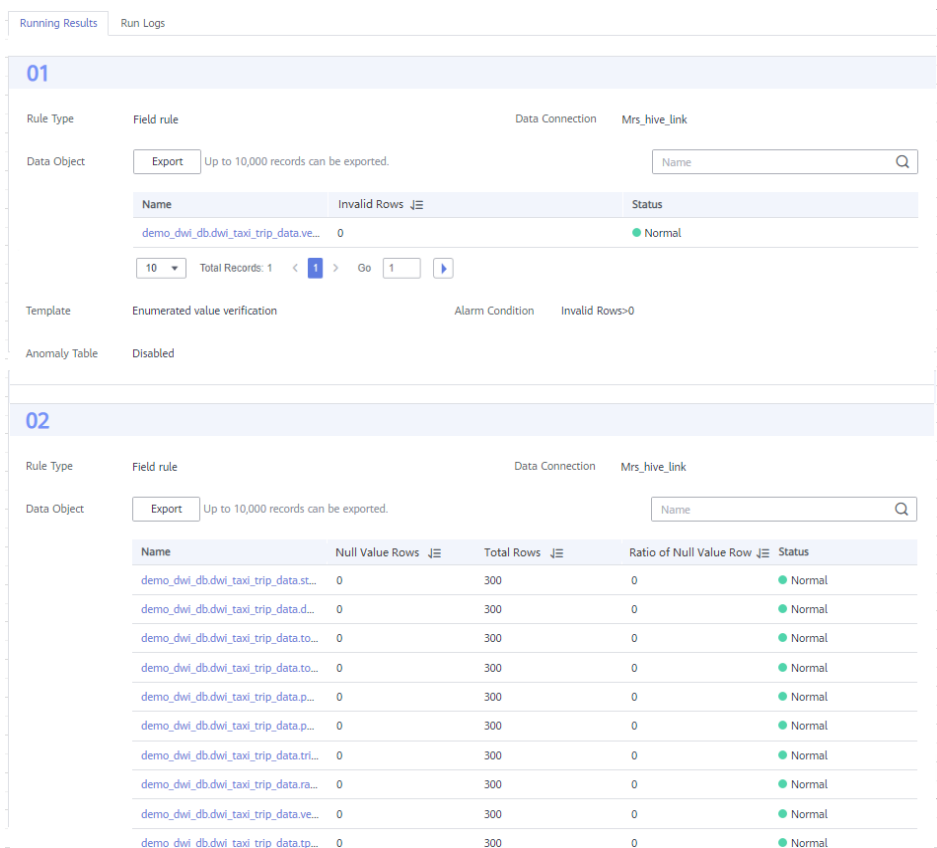 Running Results Run Logs
01
Rule Type Field rule Data Connection Mrs_hive_link
Data Object Export Up to 10,000 records can be exported. Name
Name Invalid Rows Status
demo_dwi_db.dwi_taxi_trip_data.ve... 0 Normal
10 Total Records: 1 < 1 > Go 1
Template Enumerated value verification Alarm Condition Invalid Rows>0
Anomaly Table Disabled
02
Rule Type Field rule Data Connection Mrs_hive_link
Data Object Export Up to 10,000 records can be exported. Name
Name Null Value Rows Total Rows Ratio of Null Value Row Status
demo_dwi_db.dwi_taxi_trip_data.st... 0 300 0 Normal
demo_dwi_db.dwi_taxi_trip_data.d... 0 300 0 Normal
demo_dwi_db.dwi_taxi_trip_data.to... 0 300 0 Normal
demo_dwi_db.dwi_taxi_trip_data.to... 0 300 0 Normal
demo_dwi_db.dwi_taxi_trip_data.p... 0 300 0 Normal
demo_dwi_db.dwi_taxi_trip_data.p... 0 300 0 Normal
demo_dwi_db.dwi_taxi_trip_data.tri... 0 300 0 Normal
demo_dwi_db.dwi_taxi_trip_data.ra... 0 300 0 Normal
demo_dwi_db.dwi_taxi_trip_data.ve... 0 300 0 Normal
demo_dwi_db.dwi_taxi_trip_data.tp... 0 300 0 Normal